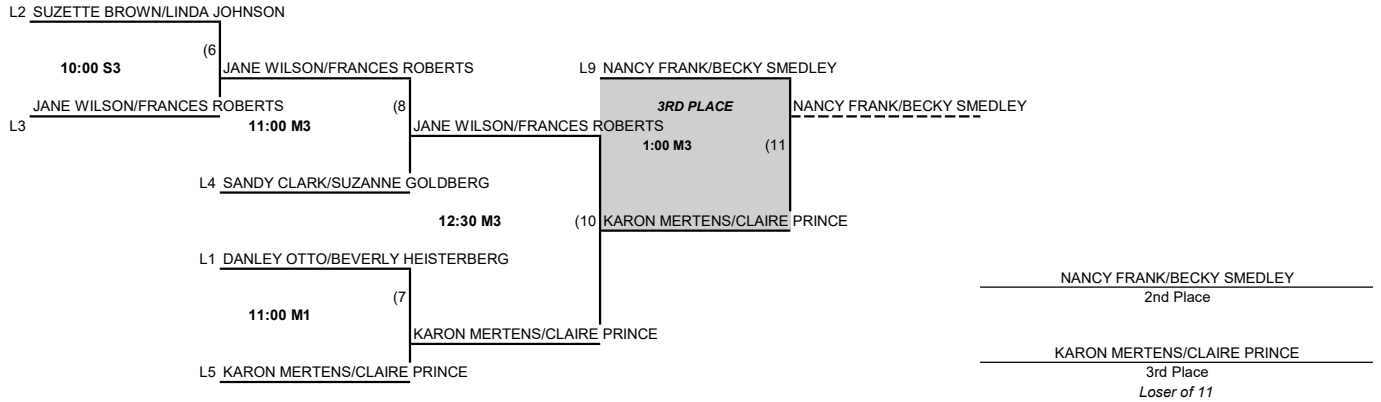 L2 SUZETTE BROWN/LINDA JOHNSON
(6
10:00 S3
JANE WILSON/FRANCES ROBERTS
L9 NANCY FRANK/BECKY SMEDLEY
JANE WILSON/FRANCES ROBERTS
(8
3RD PLACE
NANCY FRANK/BECKY SMEDLEY
L3
11:00 M3
JANE WILSON/FRANCES ROBERTS
1:00 M3
(11
L4 SANDY CLARK/SUZANNE GOLDBERG
12:30 M3
(10
KARON MERTENS/CLAIRE PRINCE
L1 DANLEY OTTO/BEVERLY HEISTERBERG
NANCY FRANK/BECKY SMEDLEY
(7
2nd Place
11:00 M1
KARON MERTENS/CLAIRE PRINCE
KARON MERTENS/CLAIRE PRINCE
L5 KARON MERTENS/CLAIRE PRINCE
3rd Place
Loser of 11